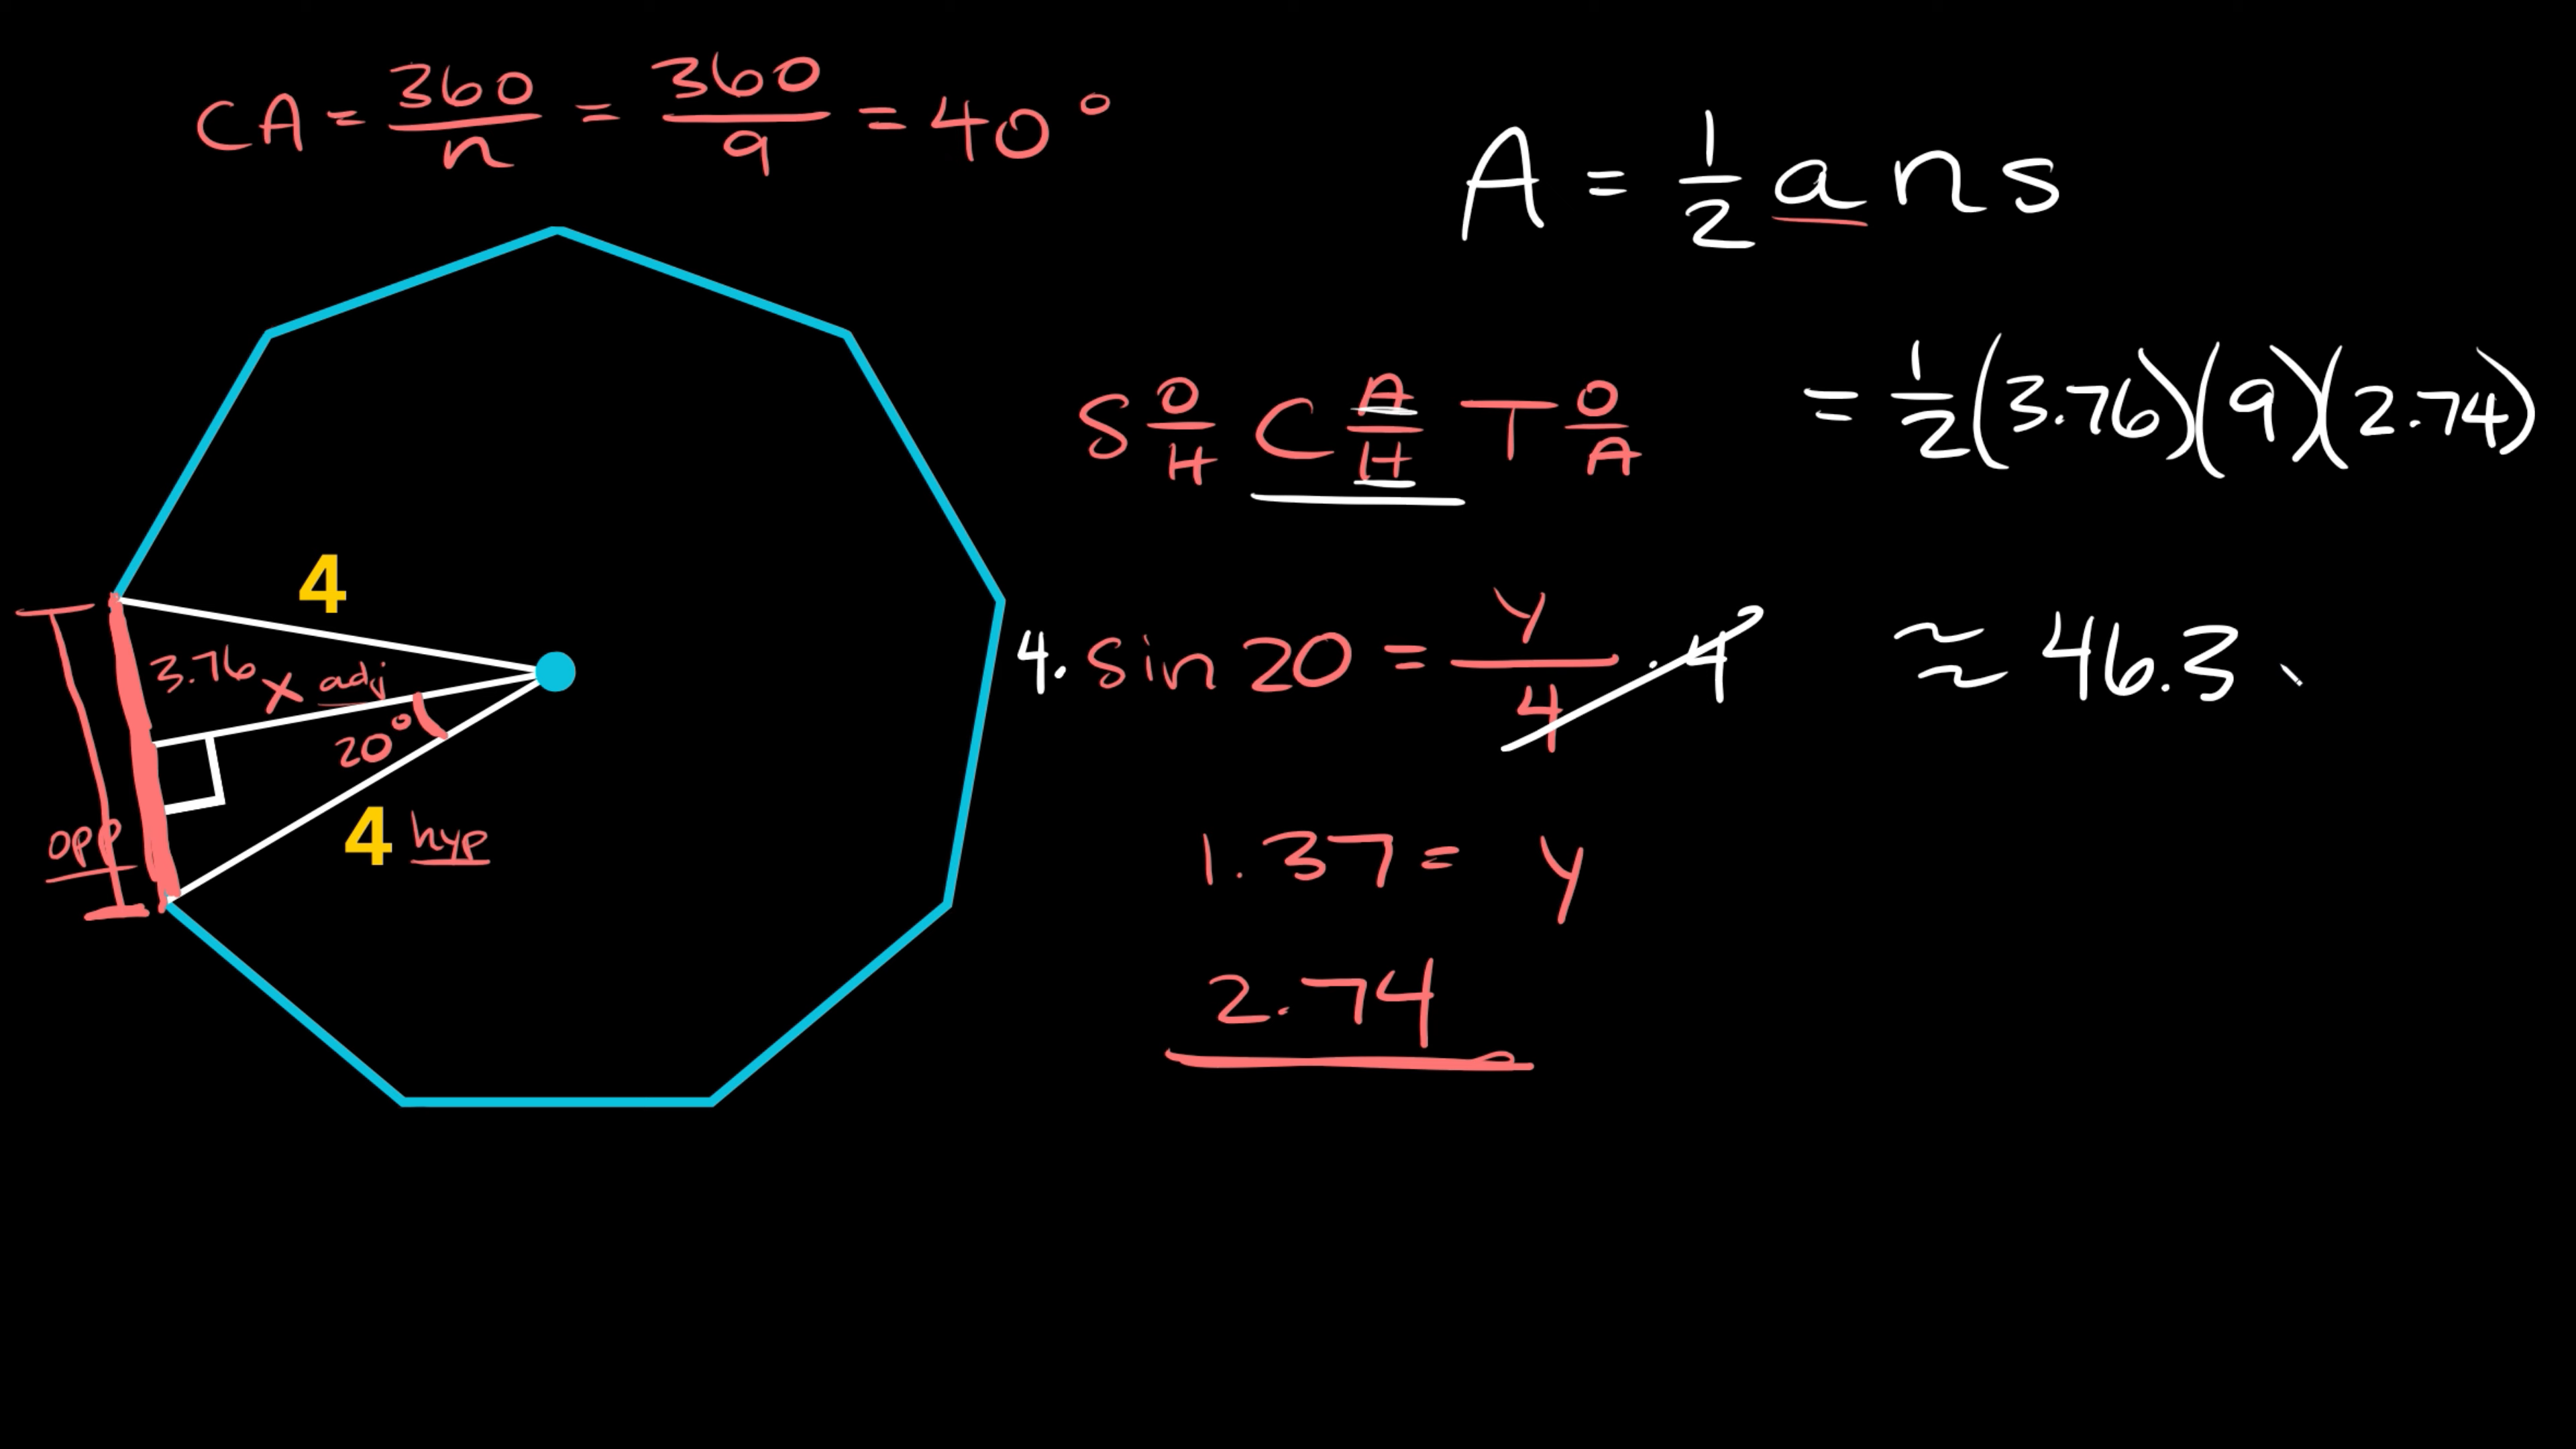 CA = 360/n = 360/9 = 40°
A = 1/2 a n s
S O/H C A/H T O/A
= 1/2 (3.76)(9)(2.74)
4
3.76 x adj
20°
4 hyp
opp
4. sin 20 = y/4 . 4
≈ 46.3
1.37 = y
2.74